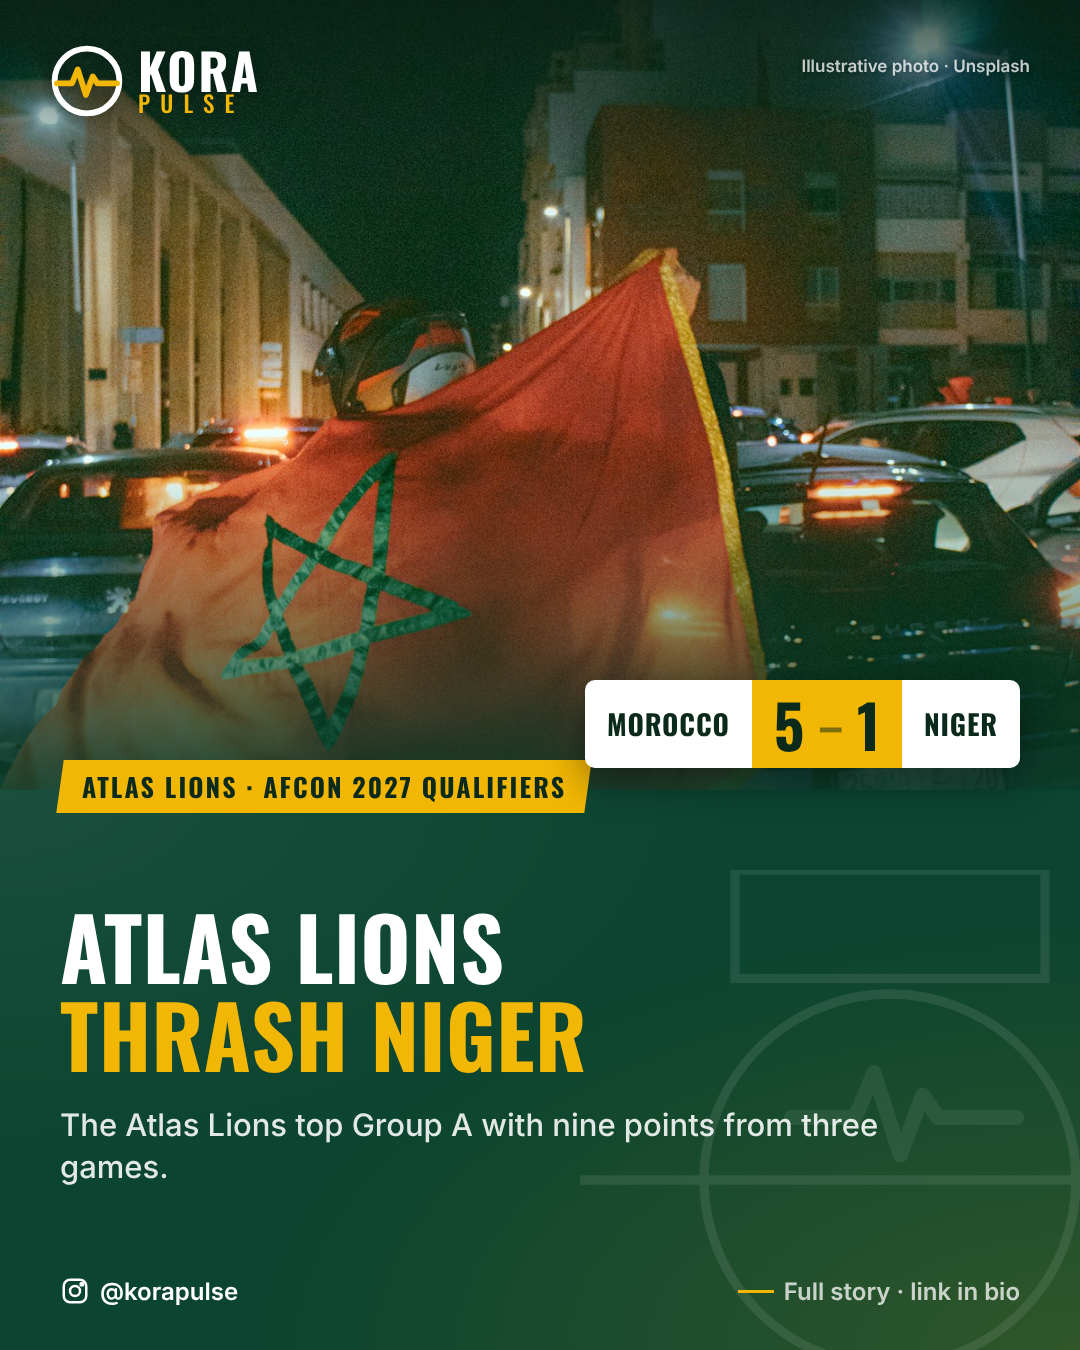 KORA
PULSE
Illustrative photo · Unsplash
PEUGEOT
MOROCCO 5 – 1 NIGER
ATLAS LIONS · AFCON 2027 QUALIFIERS
ATLAS LIONS
THRASH NIGER
The Atlas Lions top Group A with nine points from three
games.
@korapulse
Full story · link in bio